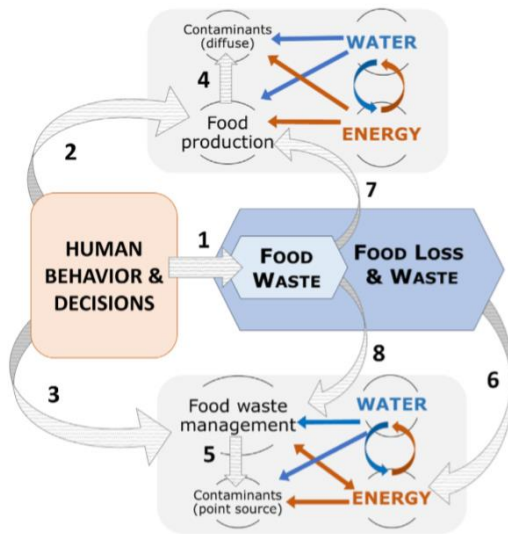 Contaminants
(diffuse)
WATER
4
Food
production
ENERGY
2
7
HUMAN
BEHAVIOR &
DECISIONS
1
FOOD
WASTE
FOOD LOSS
& WASTE
3
8
6
Food waste
management
WATER
5
Contaminants
(point source)
ENERGY